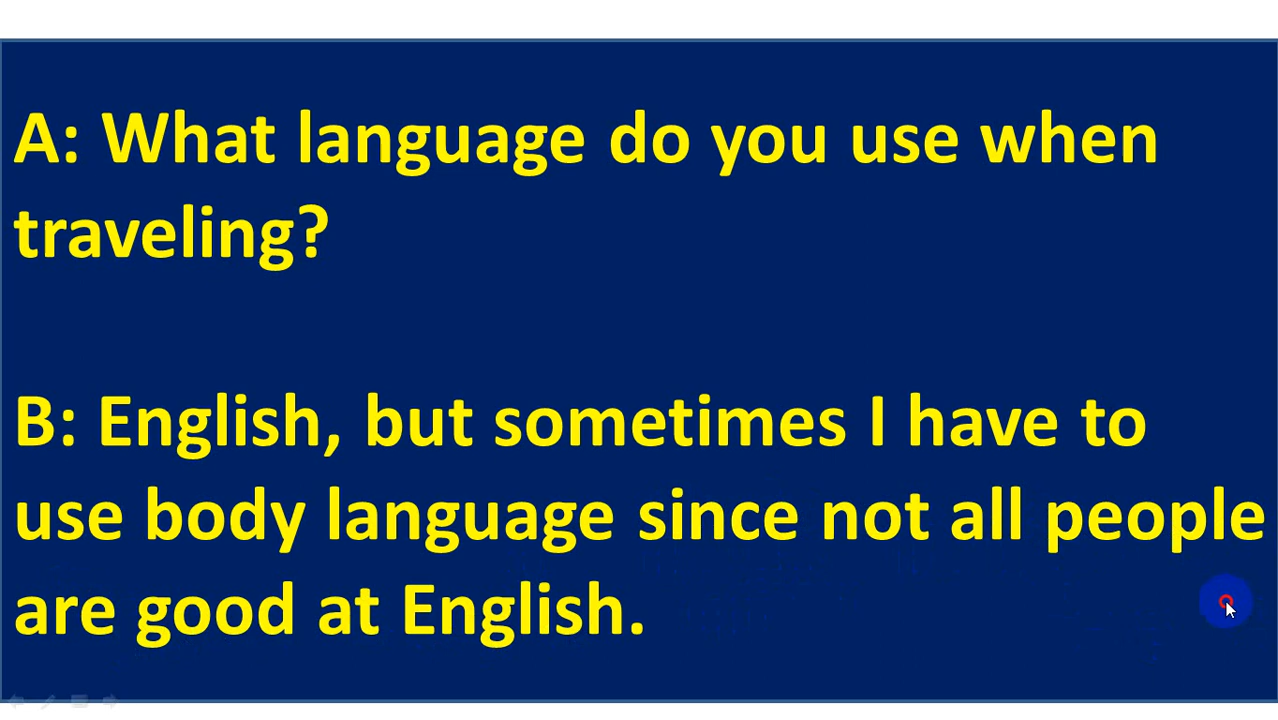 A: What language do you use when
traveling?
B: English, but sometimes I have to
use body language since not all people
are good at English.